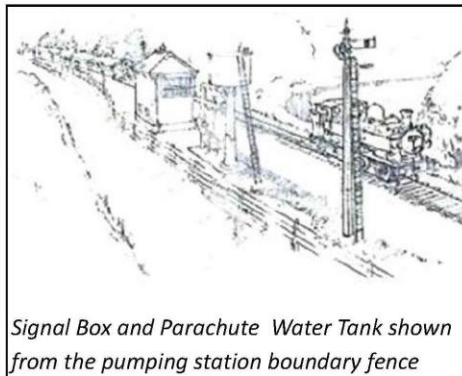 Signal Box and Parachute Water Tank shown
from the pumping station boundary fence